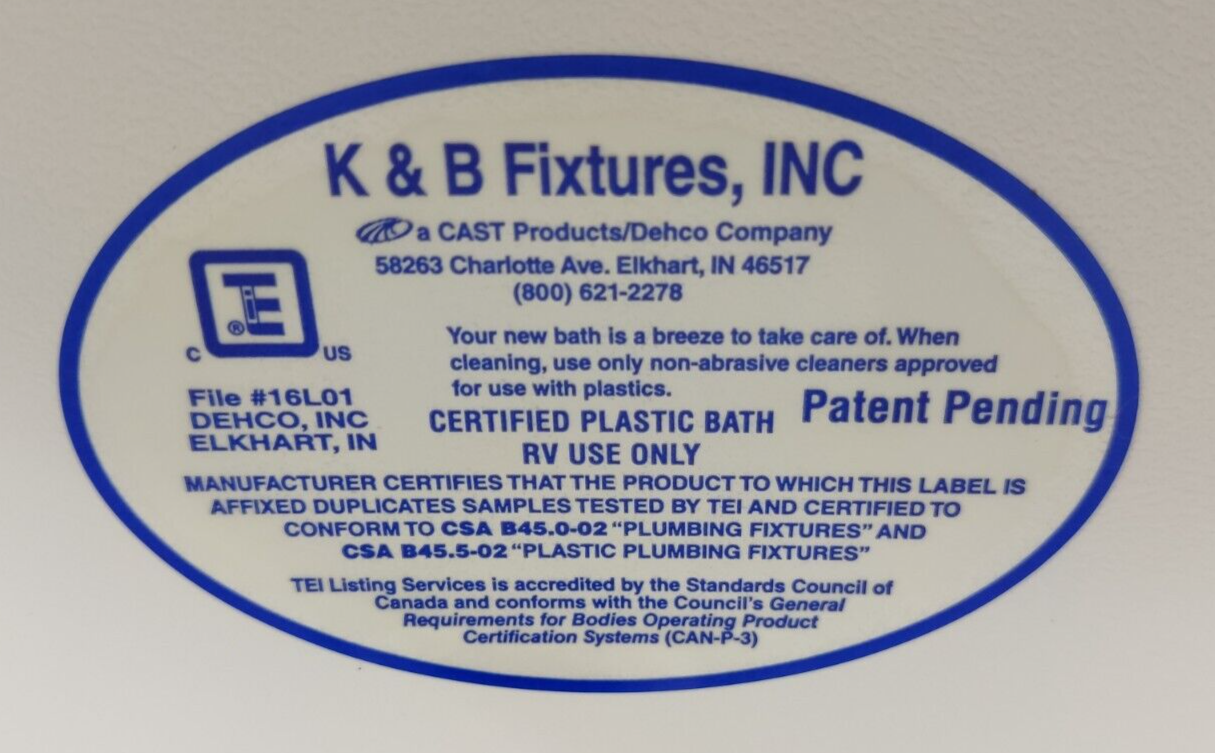 K & B Fixtures, INC
a CAST Products/Dehco Company
58263 Charlotte Ave. Elkhart, IN 46517
(800) 621-2278
TE
®
C US
Your new bath is a breeze to take care of. When
cleaning, use only non-abrasive cleaners approved
for use with plastics.
File #16L01
DEHCO, INC
ELKHART, IN
CERTIFIED PLASTIC BATH
RV USE ONLY
Patent Pending
MANUFACTURER CERTIFIES THAT THE PRODUCT TO WHICH THIS LABEL IS
AFFIXED DUPLICATES SAMPLES TESTED BY TEI AND CERTIFIED TO
CONFORM TO CSA B45.0-02 “PLUMBING FIXTURES” AND
CSA B45.5-02 “PLASTIC PLUMBING FIXTURES”
TEI Listing Services is accredited by the Standards Council of
Canada and conforms with the Council's General
Requirements for Bodies Operating Product
Certification Systems (CAN-P-3)